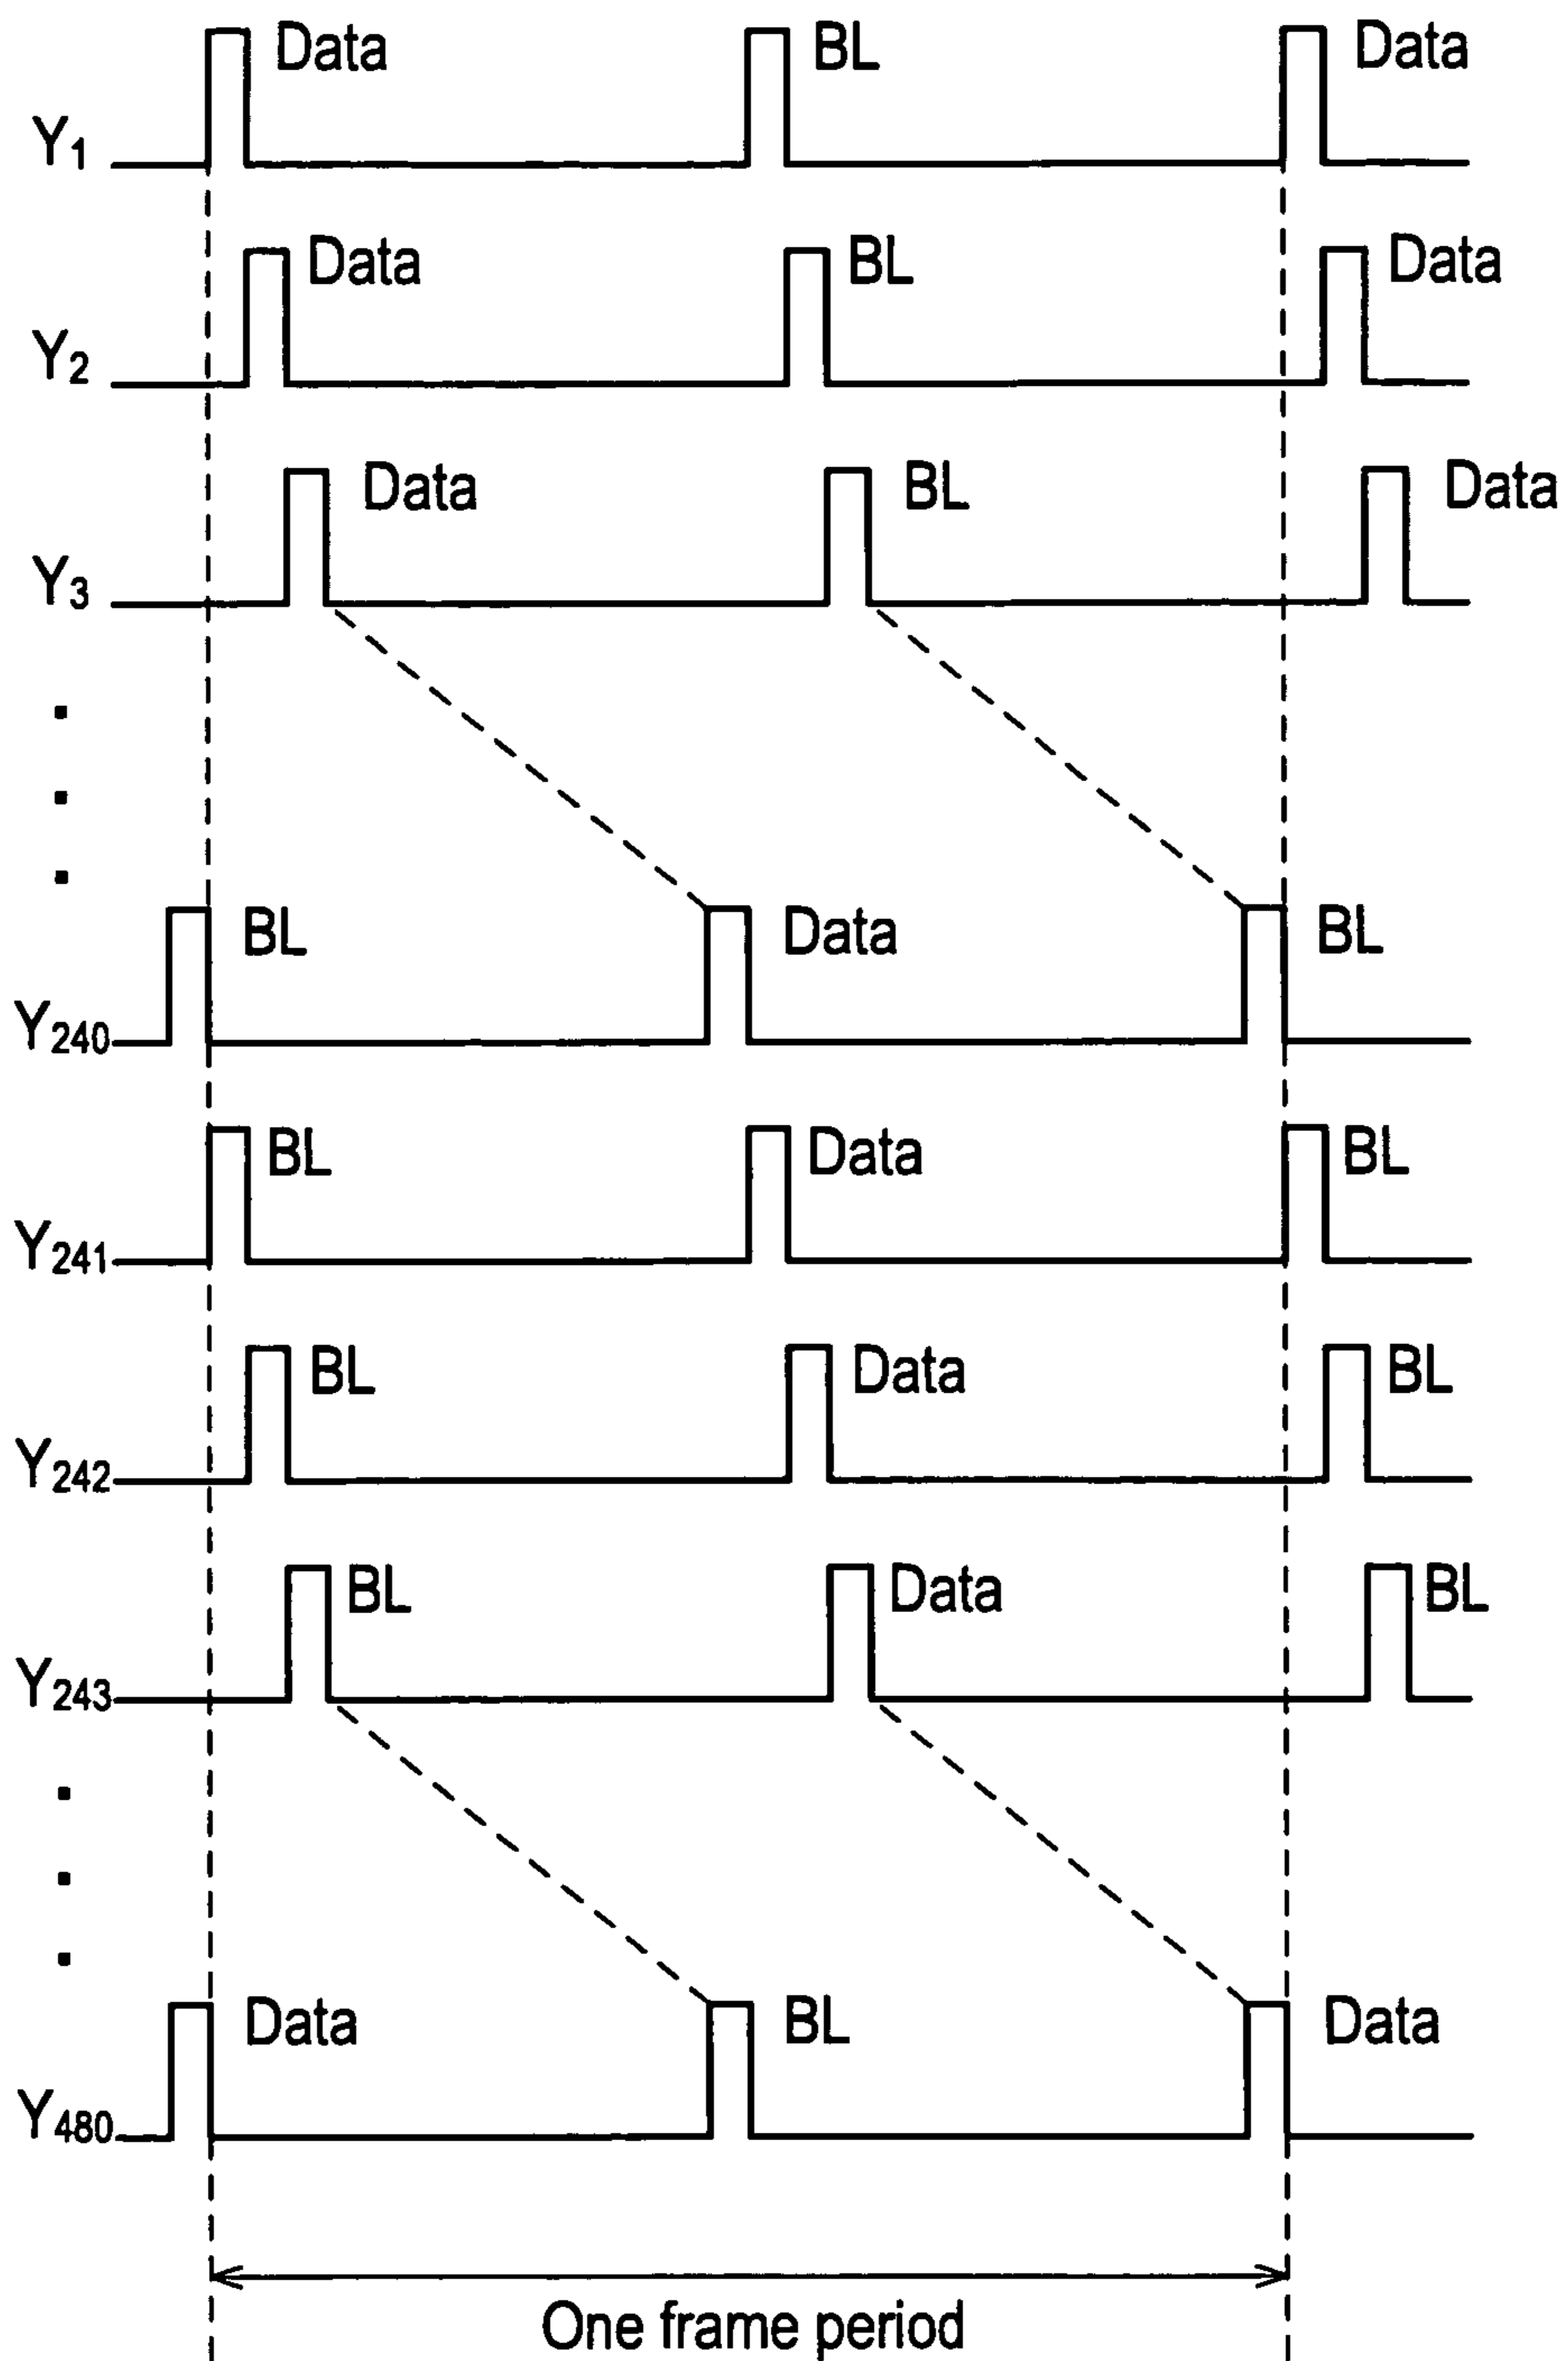 Data BL Data
Y1
Data BL Data
Y2
Data BL Data
Y3
BL Data BL
Y240
BL Data BL
Y241
BL Data BL
Y242
BL Data BL
Y243
Data BL Data
Y480
One frame period